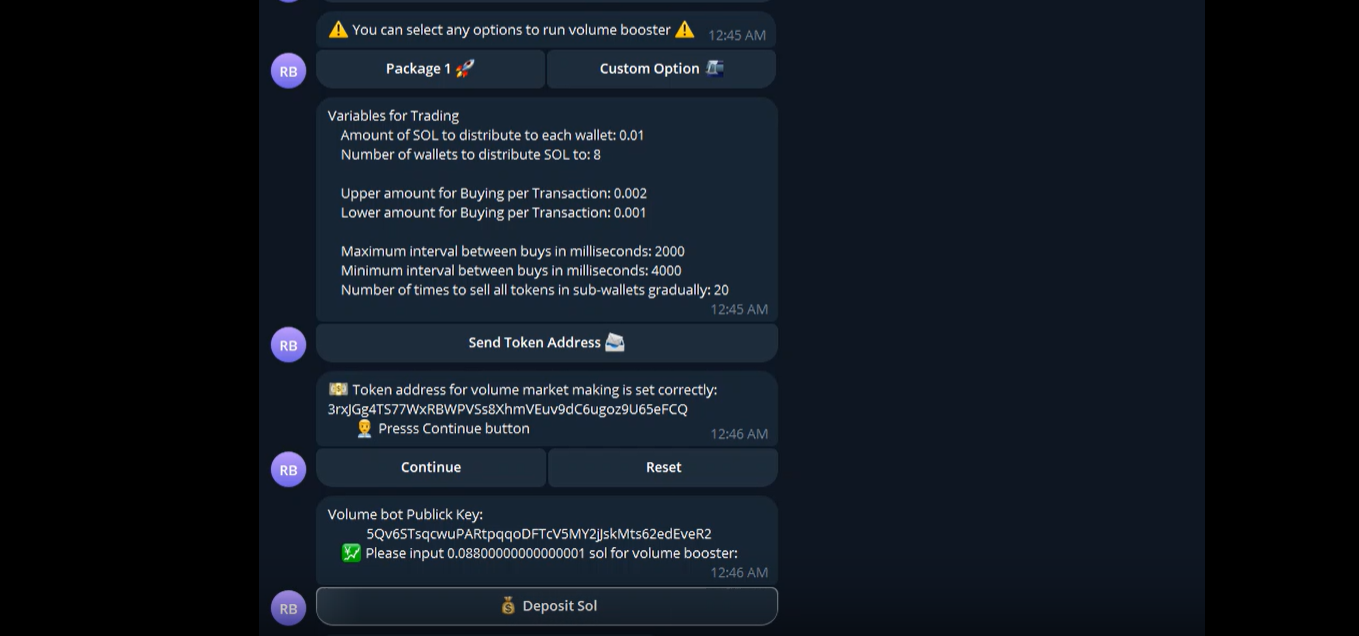 ⚠️ You can select any options to run volume booster ⚠️
12:45 AM
RB
Package 1 🚀
Custom Option
Variables for Trading
Amount of SOL to distribute to each wallet: 0.01
Number of wallets to distribute SOL to: 8
Upper amount for Buying per Transaction: 0.002
Lower amount for Buying per Transaction: 0.001
Maximum interval between buys in milliseconds: 2000
Minimum interval between buys in milliseconds: 4000
Number of times to sell all tokens in sub-wallets gradually: 20
12:45 AM
RB
Send Token Address
Token address for volume market making is set correctly:
3rxJGg4TS77WxRBWPVSs8XhmVEuv9dC6ugoz9U65eFCQ
Presss Continue button
12:46 AM
RB
Continue
Reset
Volume bot Publick Key:
5Qv6STsqcwuPARtpqqoDFTcV5MY2jJskMts62edEveR2
Please input 0.08800000000000001 sol for volume booster:
12:46 AM
RB
Deposit Sol